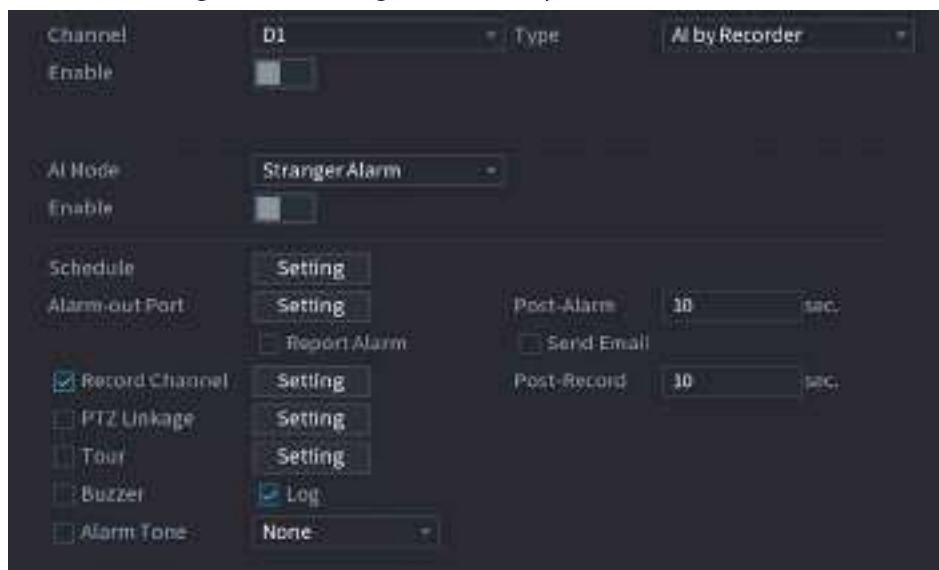 Channel D1 Type AI by Recorder
Enable
AI Mode Stranger Alarm
Enable
Schedule Setting
Alarm-out Port Setting Post-Alarm 10 sec.
Report Alarm Send Email
Record Channel Setting Post-Record 10 sec.
PTZ Linkage Setting
Tour Setting
Buzzer Log
Alarm Tone None